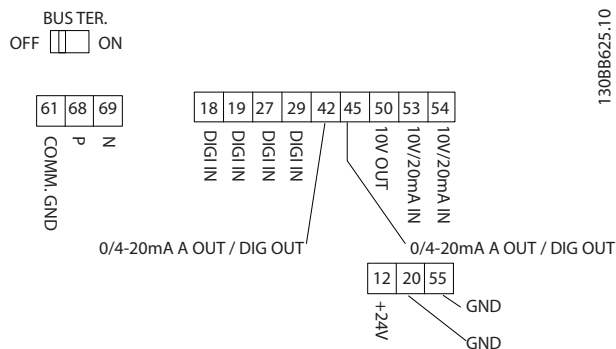 BUS TER.
OFF ON
130BB625.10
61 68 69
COMM. GND
P
N
18 19 27 29 42 45 50 53 54
DIGI IN
DIGI IN
DIGI IN
DIGI IN
10V OUT
10V/20mA IN
10V/20mA IN
0/4-20mA A OUT / DIG OUT
0/4-20mA A OUT / DIG OUT
12 20 55
+24V
GND
GND